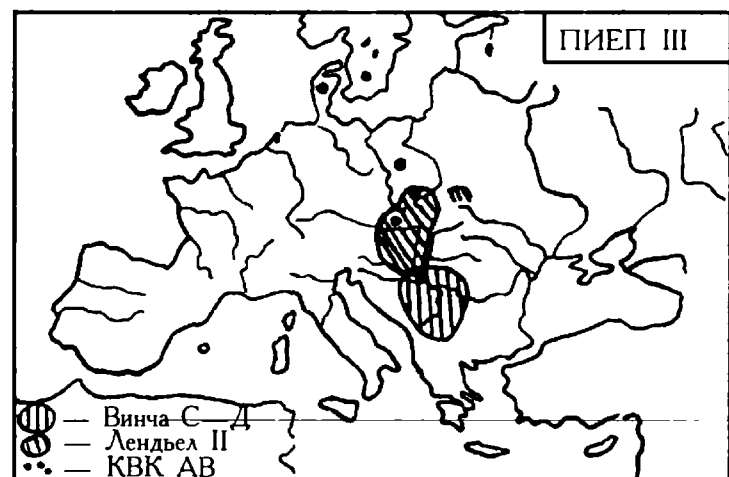 ПИЕП III
— Винча С—Д
— Лендьел II
— КВК АВ